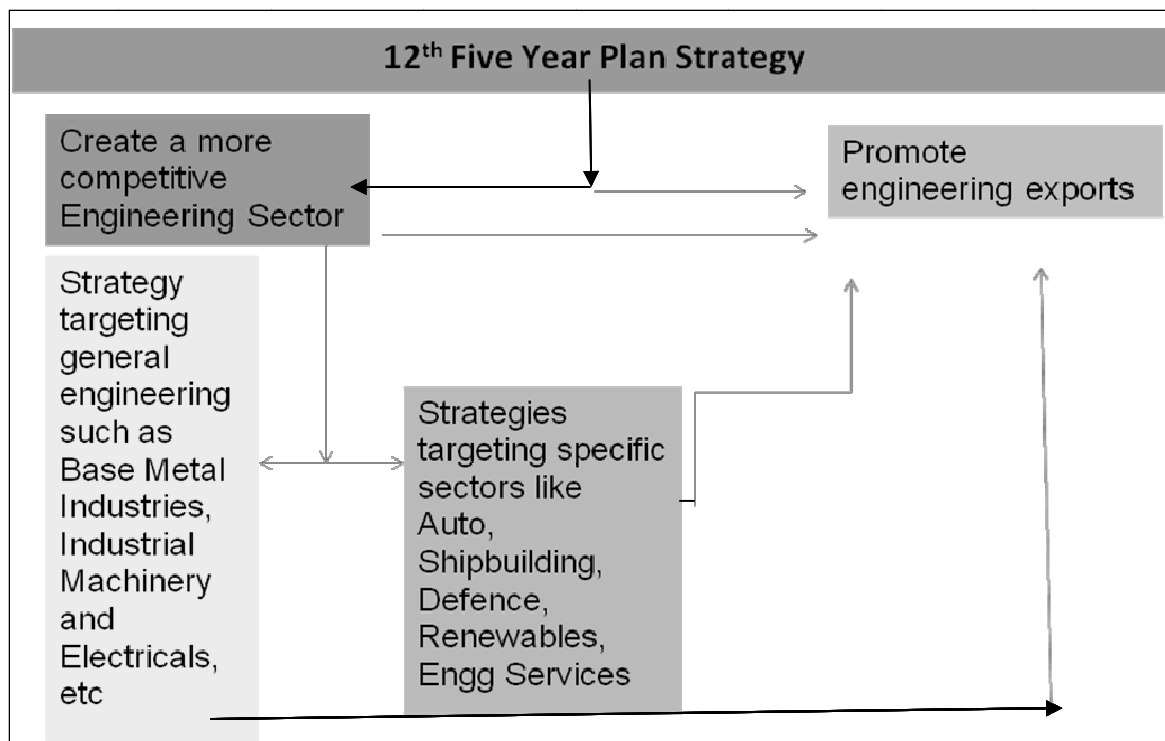 12th Five Year Plan Strategy
Create a more
competitive
Engineering Sector
Promote
engineering exports
Strategy
targeting
general
engineering
such as
Base Metal
Industries,
Industrial
Machinery
and
Electricals,
etc
Strategies
targeting specific
sectors like
Auto,
Shipbuilding,
Defence,
Renewables,
Engg Services